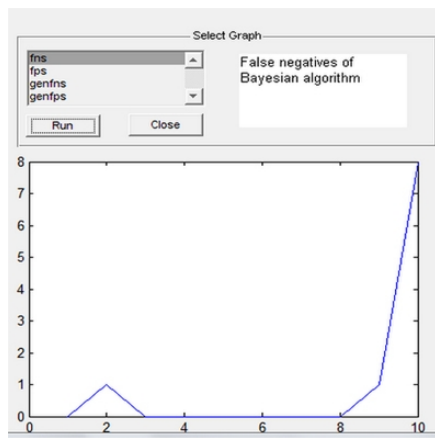 Select Graph
fns
fps
genfns
genfps
False negatives of
Bayesian algorithm
Run
Close
8
7
6
5
4
3
2
1
0
0 2 4 6 8 10